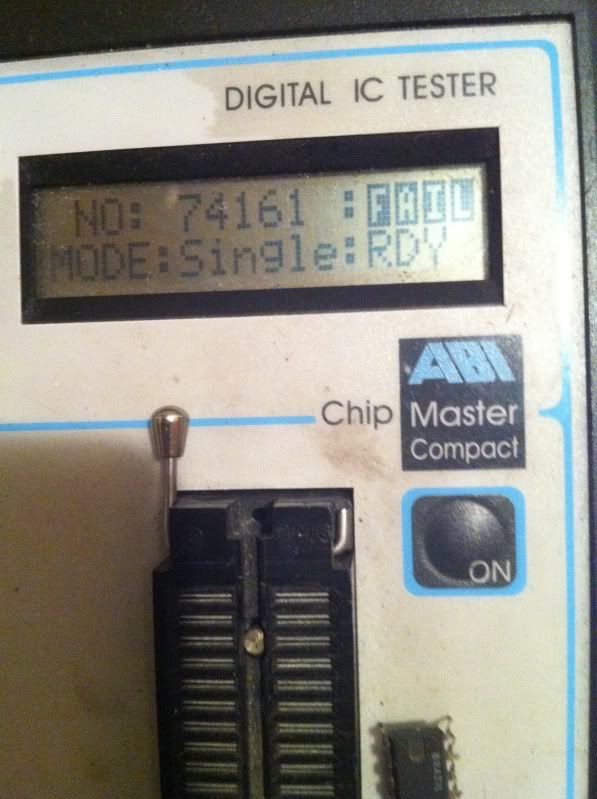 DIGITAL IC TESTER
NO: 74161 :FAIL
MODE:Single:RDY
ABI
Chip Master
Compact
ON